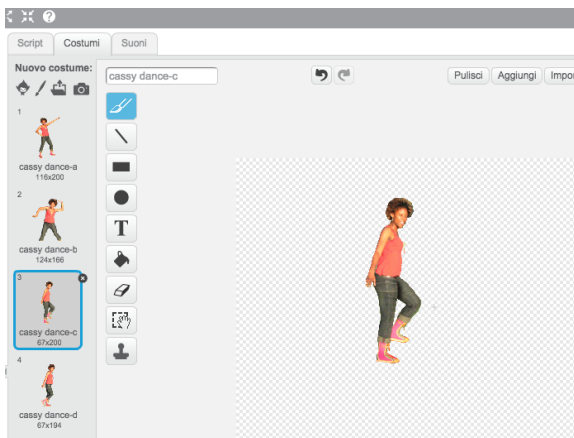 Script Costumi Suoni
Nuovo costume:
cassy dance-c
Pulisci Aggiungi Impor
1
cassy dance-a
116x200
2
cassy dance-b
124x166
3
cassy dance-c
67x200
4
cassy dance-d
67x194
T